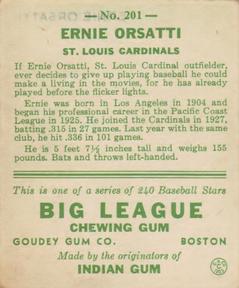 — No. 201 —
ERNIE ORSATTI
ST. LOUIS CARDINALS
If Ernie Orsatti, St. Louis Cardinal outfielder,
ever decides to give up playing baseball he could
make a living in the movies, for he has already
played before the flicker lights.
Ernie was born in Los Angeles in 1904 and
began his professional career in the Pacific Coast
League in 1925. He joined the Cardinals in 1927,
batting .315 in 27 games. Last year with the same
club, he hit .336 in 101 games.
He is 5 feet 7½ inches tall and weighs 155
pounds. Bats and throws left-handed.
This is one of a series of 240 Baseball Stars
BIG LEAGUE
CHEWING GUM
GOUDEY GUM CO. BOSTON
Made by the originators of
INDIAN GUM